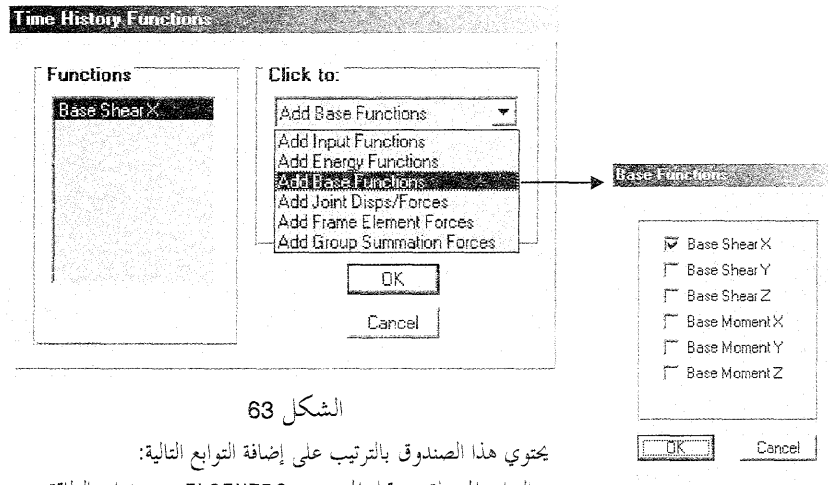 Time History Functions
Functions
Base Shear X
Click to:
Add Base Functions
Add Input Functions
Add Energy Functions
Add Base Functions
Add Joint Disps/Forces
Add Frame Element Forces
Add Group Summation Forces
OK
Cancel
Base Functions
Base Shear X
Base Shear Y
Base Shear Z
Base Moment X
Base Moment Y
Base Moment Z
OK
Cancel
الشكل 63
يحتوي هذا الصندوق بالترتيب على إضافة التوابع التالية: